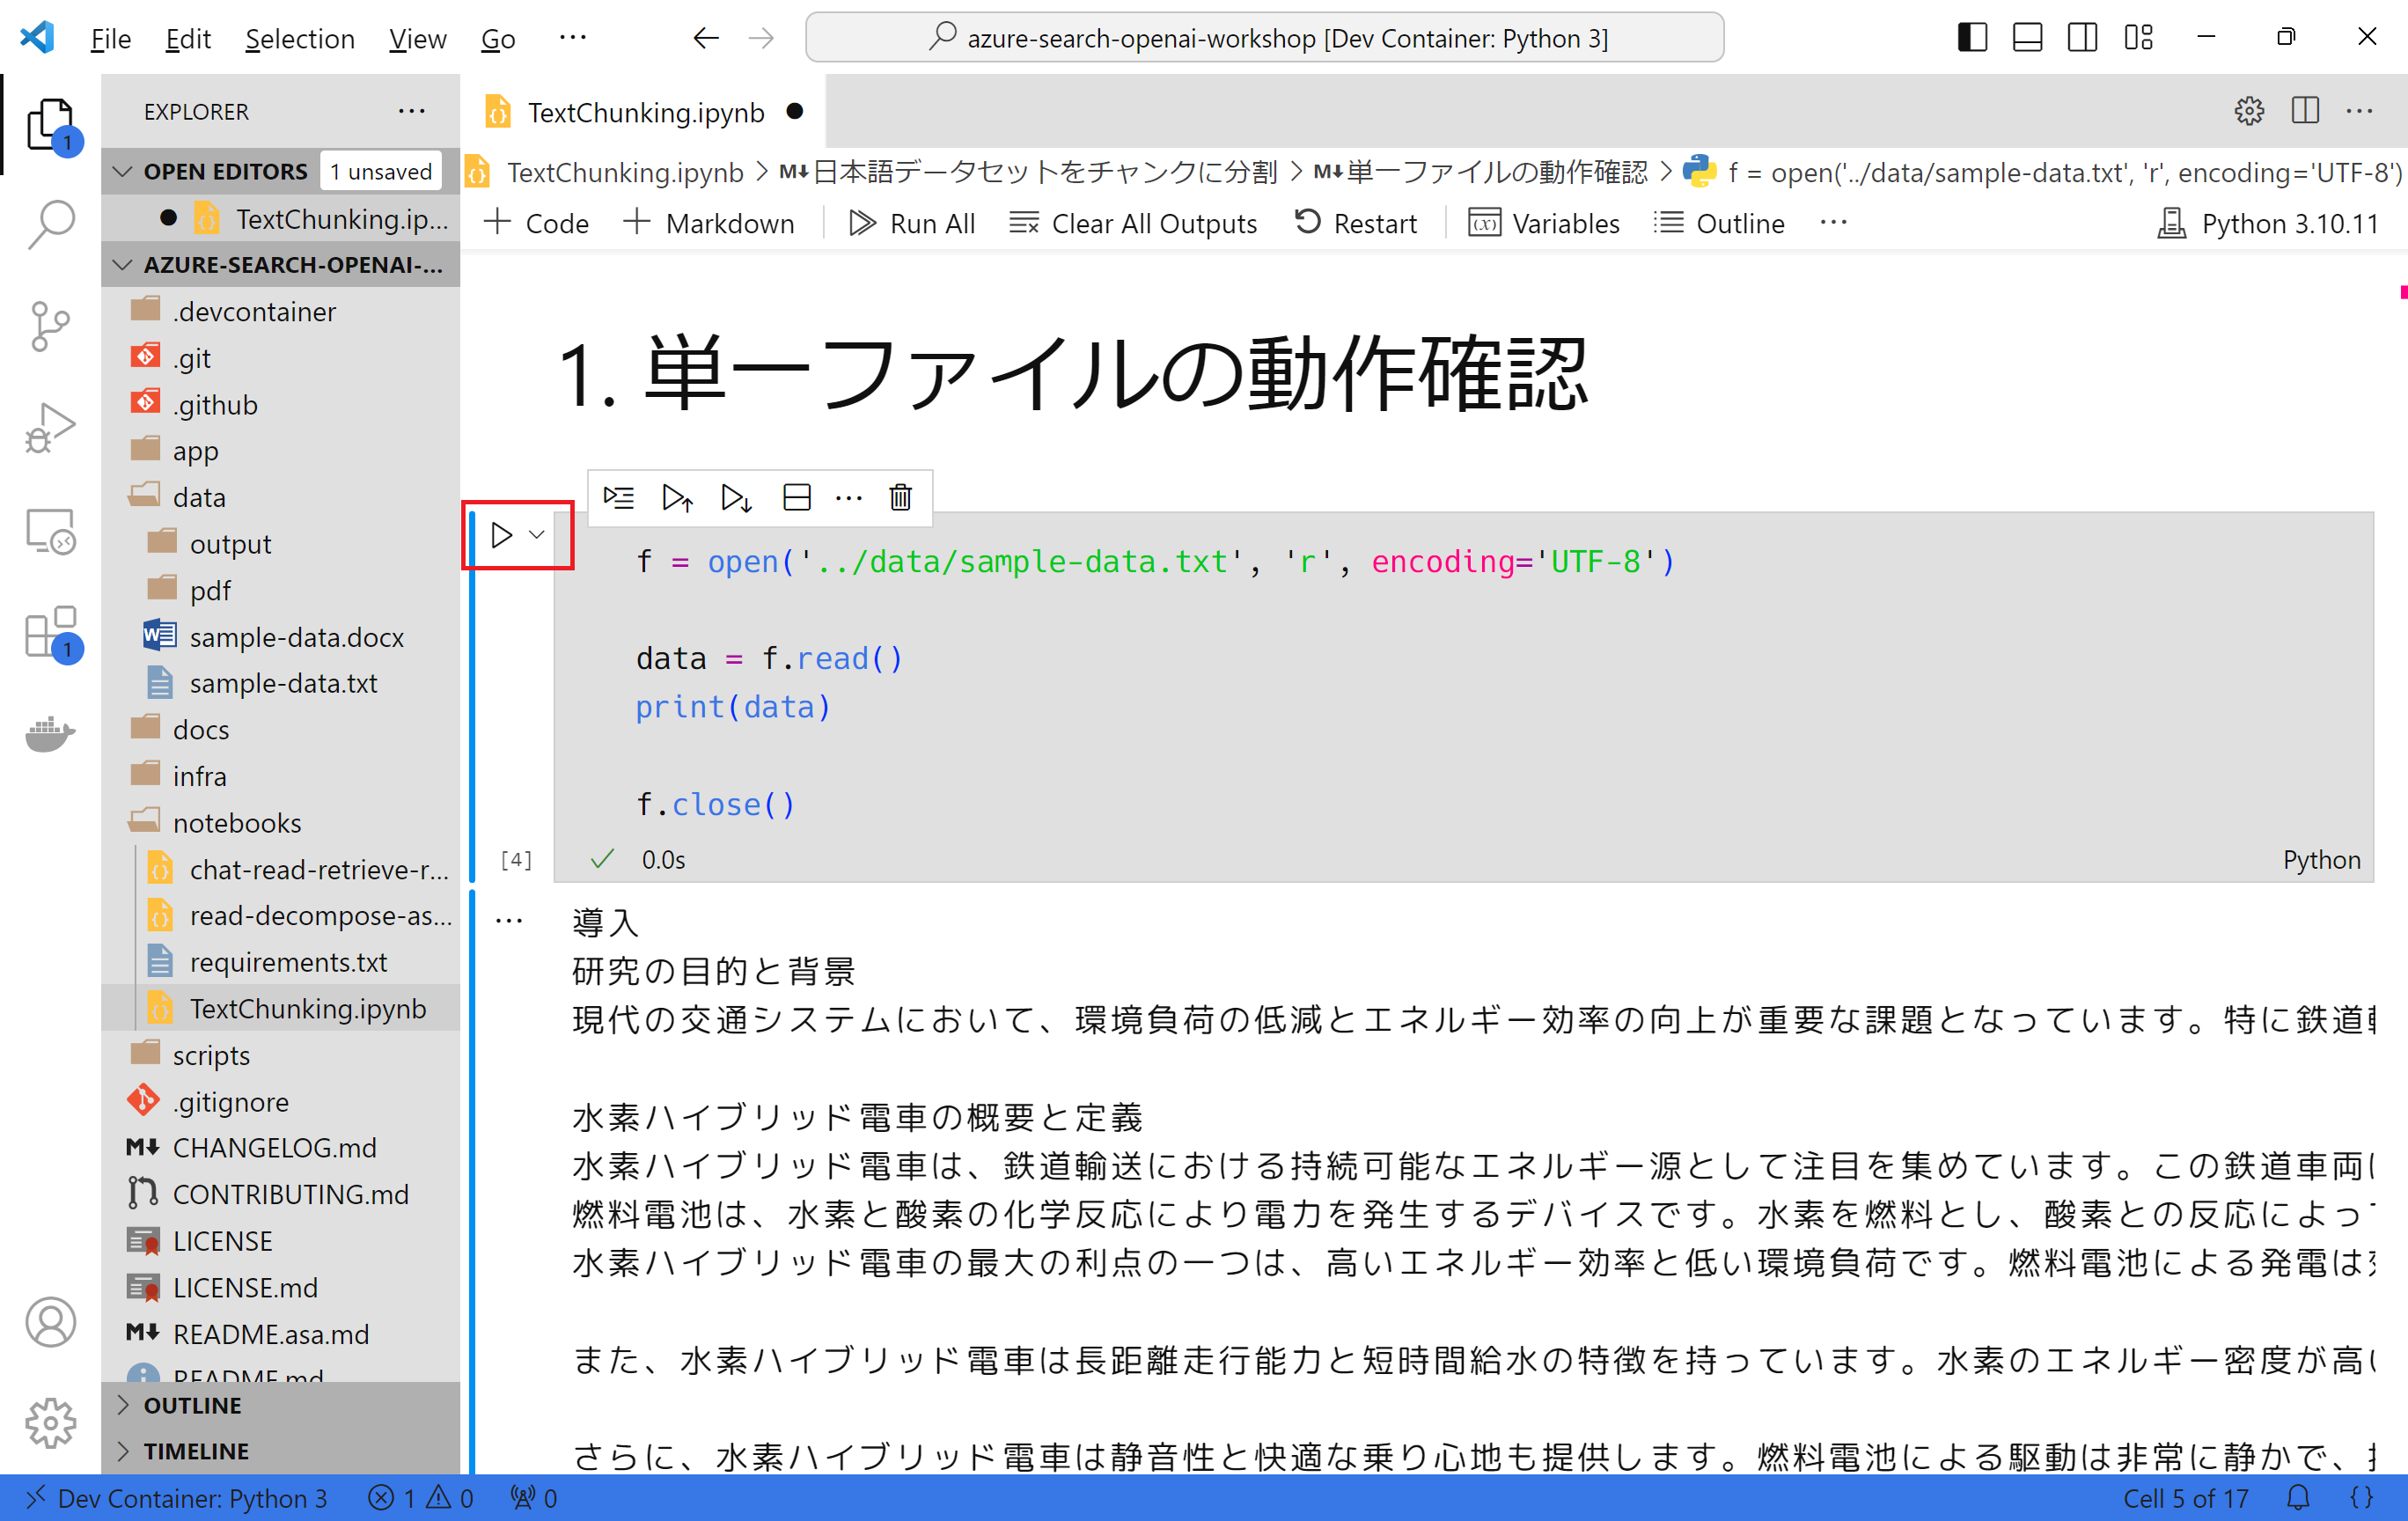 File Edit Selection View Go ···
azure-search-openai-workshop [Dev Container: Python 3]
EXPLORER ···
OPEN EDITORS 1 unsaved
TextChunking.ip...
AZURE-SEARCH-OPENAI-...
.devcontainer
.git
.github
app
data
output
pdf
sample-data.docx
sample-data.txt
docs
infra
notebooks
chat-read-retrieve-r...
read-decompose-as...
requirements.txt
TextChunking.ipynb
scripts
.gitignore
CHANGELOG.md
CONTRIBUTING.md
LICENSE
LICENSE.md
README.asa.md
README.md
OUTLINE
TIMELINE
1
1
TextChunking.ipynb
TextChunking.ipynb > M↓日本語データセットをチャンクに分割 > M↓単一ファイルの動作確認 > f = open('../data/sample-data.txt', 'r', encoding='UTF-8')
+ Code + Markdown Run All Clear All Outputs Restart Variables Outline ··· Python 3.10.11
1. 単一ファイルの動作確認
f = open('../data/sample-data.txt', 'r', encoding='UTF-8')
data = f.read()
print(data)
f.close()
[4] ✓ 0.0s Python
··· 導入
研究の目的と背景
現代の交通システムにおいて、環境負荷の低減とエネルギー効率の向上が重要な課題となっています。特に鉄道
水素ハイブリッド電車の概要と定義
水素ハイブリッド電車は、鉄道輸送における持続可能なエネルギー源として注目を集めています。この鉄道車両
燃料電池は、水素と酸素の化学反応により電力を発生するデバイスです。水素を燃料とし、酸素との反応によっ
水素ハイブリッド電車の最大の利点の一つは、高いエネルギー効率と低い環境負荷です。燃料電池による発電は
また、水素ハイブリッド電車は長距離走行能力と短時間給水の特徴を持っています。水素のエネルギー密度が高
さらに、水素ハイブリッド電車は静音性と快適な乗り心地も提供します。燃料電池による駆動は非常に静かで、
Dev Container: Python 3 1 0 0 Cell 5 of 17 {}